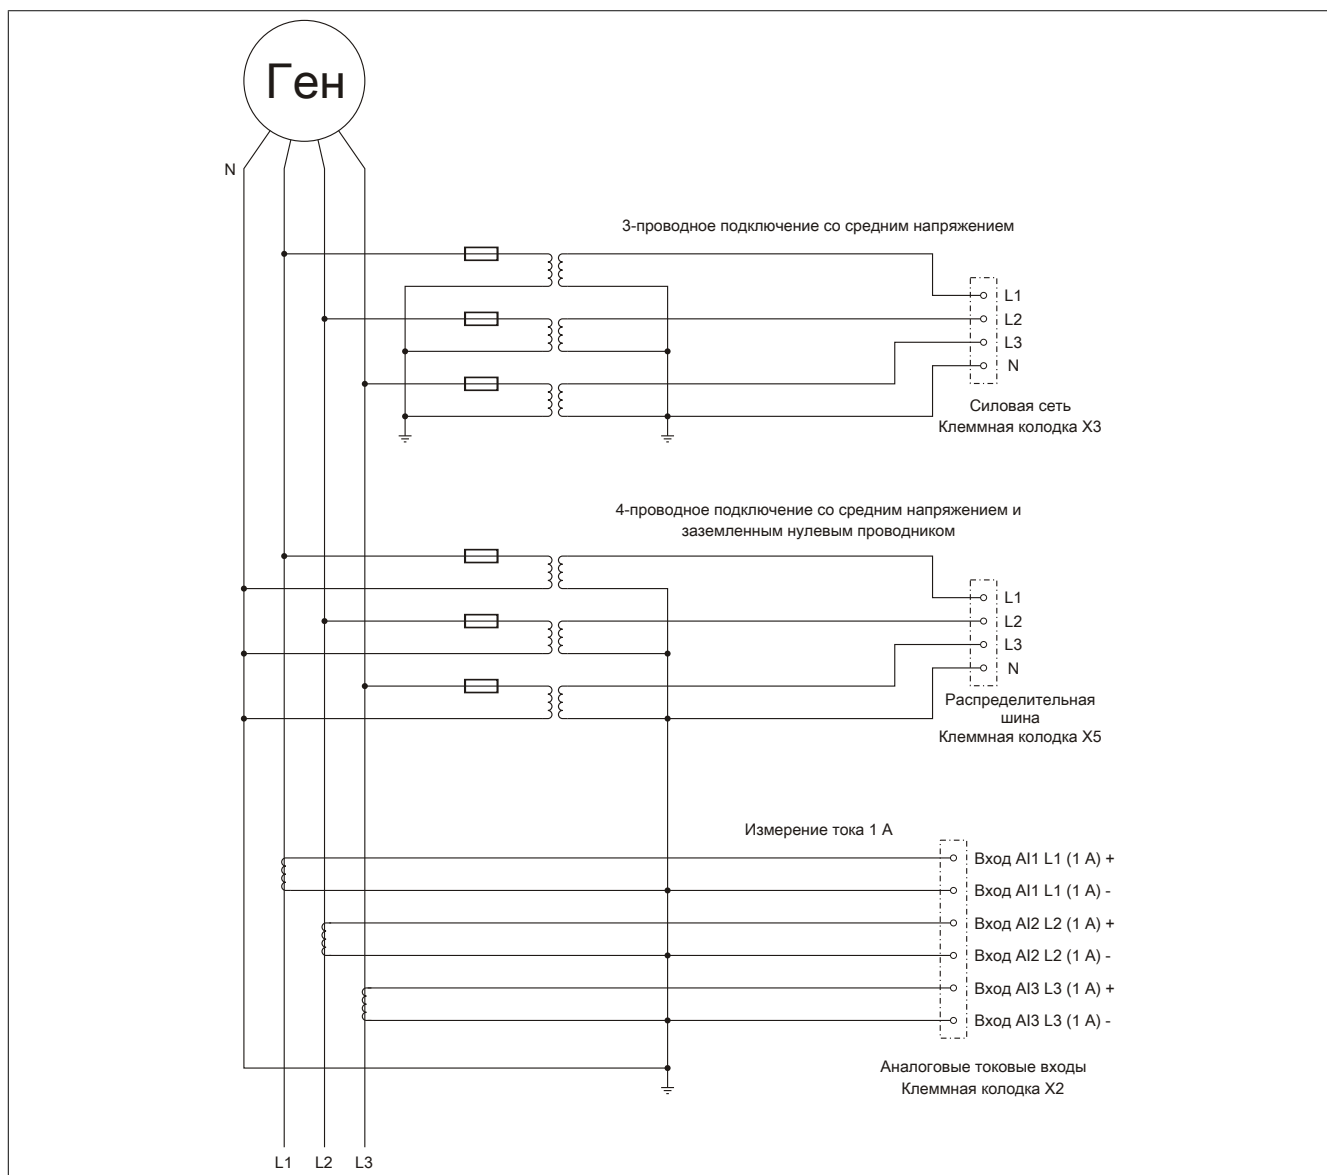 Ген
N
3-проводное подключение со средним напряжением
L1
L2
L3
N
Силовая сеть
Клеммная колодка X3
4-проводное подключение со средним напряжением и
заземленным нулевым проводником
L1
L2
L3
N
Распределительная
шина
Клеммная колодка X5
Измерение тока 1 А
Вход AI1 L1 (1 A) +
Вход AI1 L1 (1 A) -
Вход AI2 L2 (1 A) +
Вход AI2 L2 (1 A) -
Вход AI3 L3 (1 A) +
Вход AI3 L3 (1 A) -
Аналоговые токовые входы
Клеммная колодка X2
L1 L2 L3